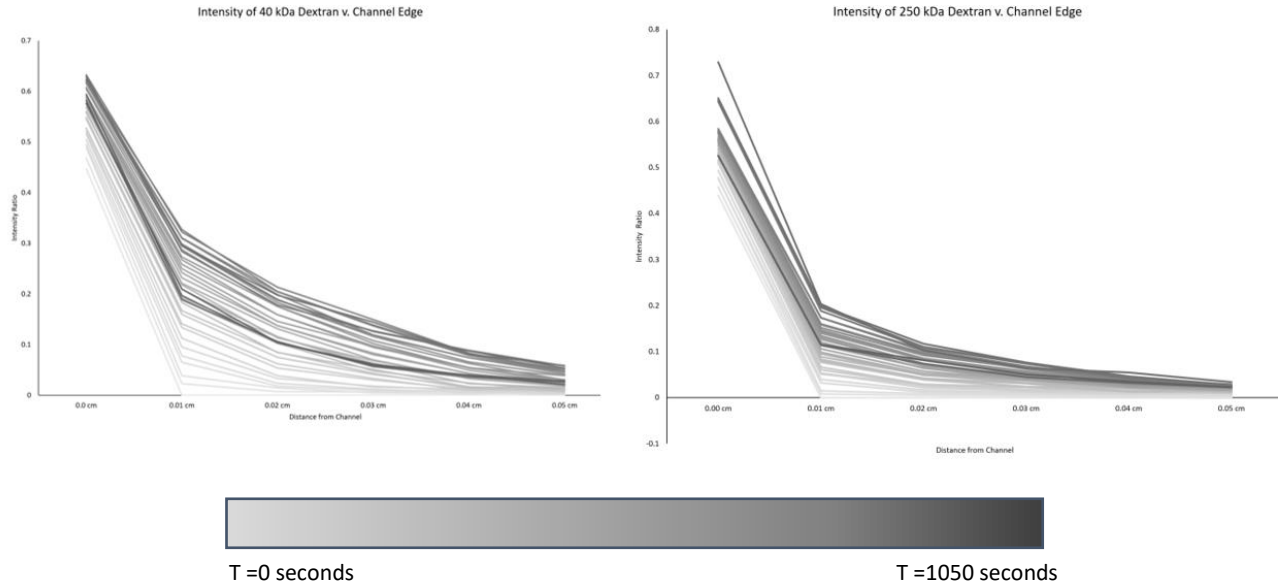 Intensity of 40 kDa Dextran v. Channel Edge
0.7
0.6
0.5
0.4
0.3
0.2
0.1
0
Intensity Ratio
0.0 cm 0.01 cm 0.02 cm 0.03 cm 0.04 cm 0.05 cm
Distance from Channel
Intensity of 250 kDa Dextran v. Channel Edge
0.8
0.7
0.6
0.5
0.4
0.3
0.2
0.1
0
-0.1
Intensity Ratio
0.00 cm 0.01 cm 0.02 cm 0.03 cm 0.04 cm 0.05 cm
Distance from Channel
T =0 seconds
T =1050 seconds